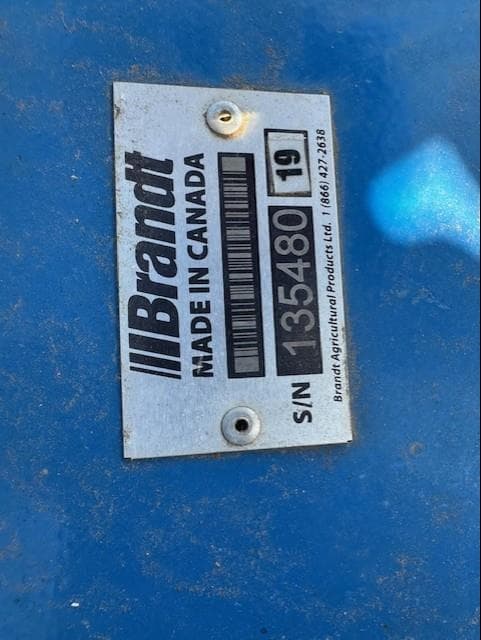 Brandt
MADE IN CANADA
S/N 135480 19
Brandt Agricultural Products Ltd. 1 (866) 427-2638